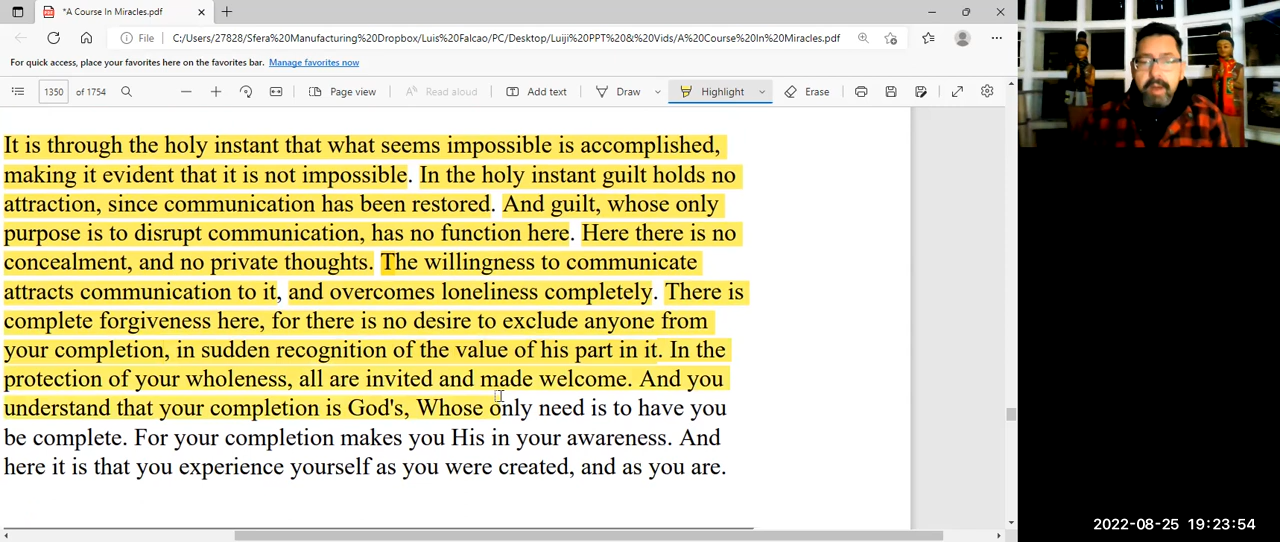 *A Course In Miracles.pdf
File
C:/Users/27828/Sfera%20Manufacturing%20Dropbox/Luis%20Falcao/PC/Desktop/Luiji%20PPT%20&%20Vids/A%20Course%20In%20Miracles.pdf
For quick access, place your favorites here on the favorites bar. Manage favorites now
1350 of 1754 Page view Read aloud Add text Draw Highlight Erase
It is through the holy instant that what seems impossible is accomplished,
making it evident that it is not impossible. In the holy instant guilt holds no
attraction, since communication has been restored. And guilt, whose only
purpose is to disrupt communication, has no function here. Here there is no
concealment, and no private thoughts. The willingness to communicate
attracts communication to it, and overcomes loneliness completely. There is
complete forgiveness here, for there is no desire to exclude anyone from
your completion, in sudden recognition of the value of his part in it. In the
protection of your wholeness, all are invited and made welcome. And you
understand that your completion is God's, Whose only need is to have you
be complete. For your completion makes you His in your awareness. And
here it is that you experience yourself as you were created, and as you are.
2022-08-25 19:23:54